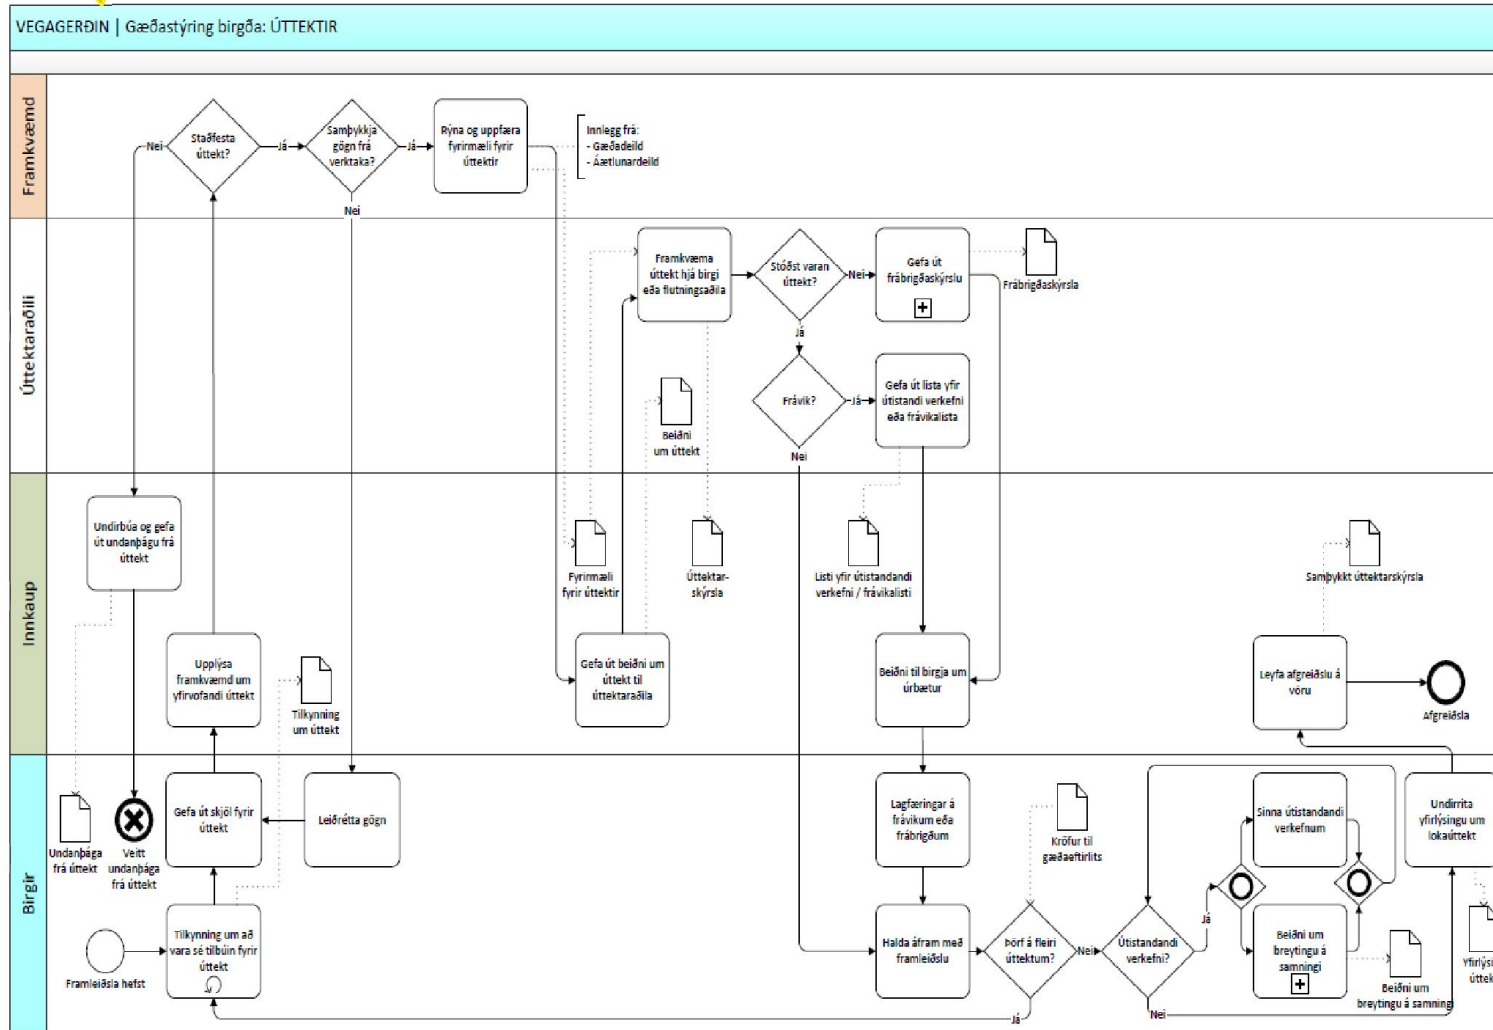 VEGAGERÐIN | Gæðastýring birgða: ÚTTEKTIR
Framkvæmd
Staðfesta
úttekt?
Nei
Já
Samþykkja
gögn frá
verktaka?
Já
Nei
Rýna og uppfæra
fyrirmæli fyrir
úttektir
Innlegg frá:
- Gæðadeild
- Áætlunardeild
Úttektaraðili
Framkvæma
úttekt hjá birgi
eða flutningsaðila
Stóðst varan
úttekt?
Nei
Já
Gefa út
frábrigðaskýrslu
Frábrigðaskýrsla
Frávik?
Já
Nei
Gefa út lista yfir
útistandi verkefni
eða frávikalista
Beiðni
um úttekt
Innkaup
Undirbúa og gefa
út undanþágu frá
úttekt
Fyrirmæli
fyrir úttektir
Úttektar-
skýrsla
Listi yfir útistandandi
verkefni / frávikalisti
Samþykkt úttektarskýrsla
Upplýsa
framkvæmd um
yfirvofandi úttekt
Tilkynning
um úttekt
Gefa út beiðni um
úttekt til
úttektaraðila
Beiðni til birgja um
úrbætur
Leyfa afgreiðslu á
vöru
Afgreiðsla
Birgir
Undanþága
frá úttekt
Veitt
undanþága
frá úttekt
Gefa út skjöl fyrir
úttekt
Leiðrétta gögn
Lagfæringar á
frávikum eða
frábrigðum
Kröfur til
gæðaeftirlits
Sinna útistandandi
verkefnum
Undirrita
yfirlýsingu um
lokaúttekt
Framleiðsla hefst
Tilkynning um að
vara sé tilbúin fyrir
úttekt
Halda áfram með
framleiðslu
Þörf á fleiri
úttektum?
Nei
Já
Útistandandi
verkefni?
Já
Nei
Beiðni um
breytingu á
samningi
Beiðni um
breytingu á samningi
Yfirlýsi
úttek